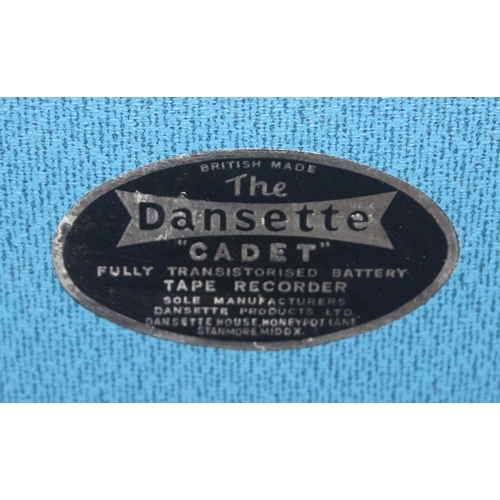 BRITISH MADE
The
Dansette
"CADET"
FULLY TRANSISTORISED BATTERY
TAPE RECORDER
SOLE MANUFACTURERS
DANSETTE PRODUCTS LTD.
DANSETTE HOUSE, HONEYPOT LANE
STANMORE, MIDDX.